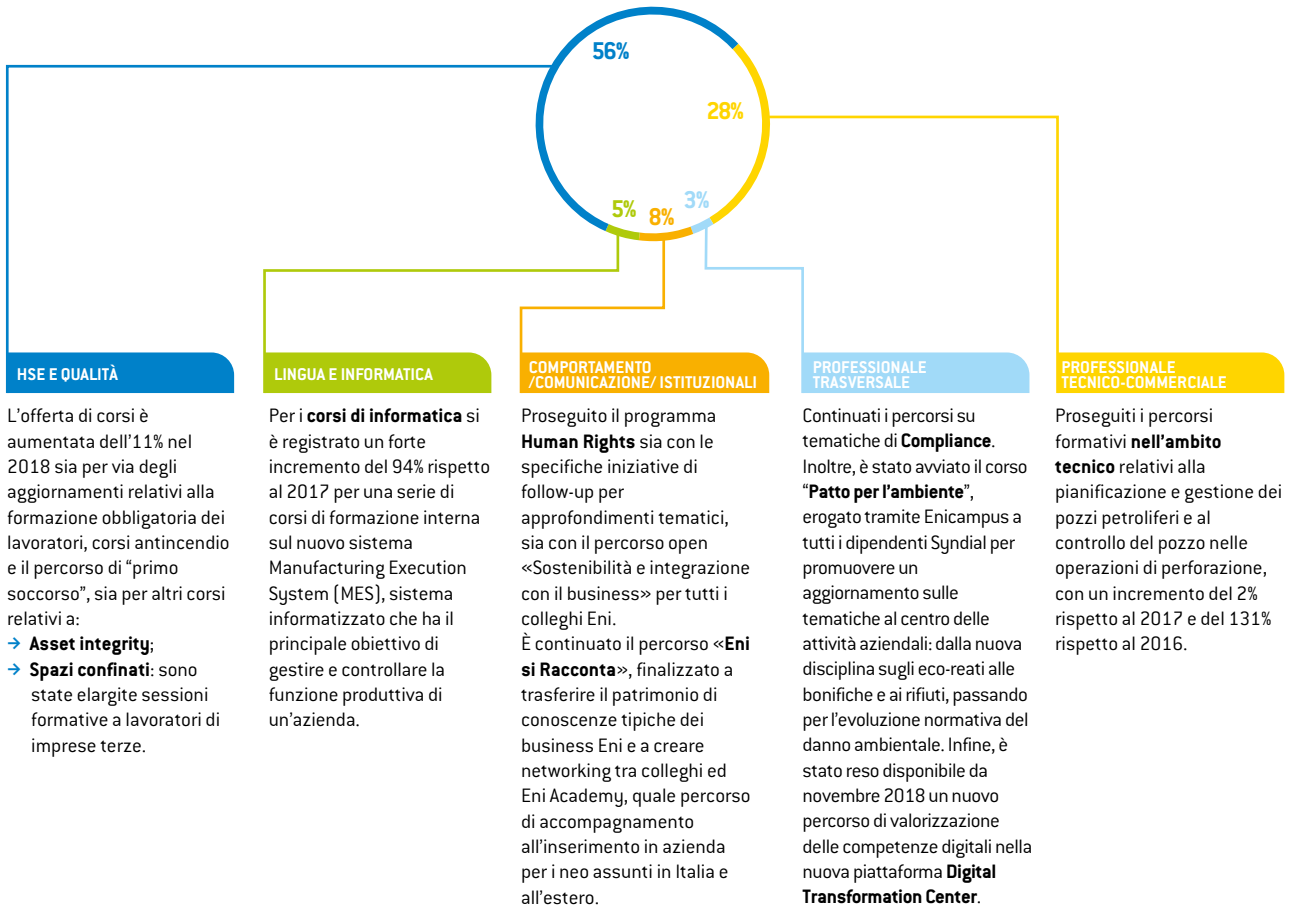 56%
28%
3%
5%
8%
HSE E QUALITÀ
L'offerta di corsi è
aumentata dell'11% nel
2018 sia per via degli
aggiornamenti relativi alla
formazione obbligatoria dei
lavoratori, corsi antincendio
e il percorso di "primo
soccorso", sia per altri corsi
relativi a:
→ Asset integrity;
→ Spazi confinati: sono
state elargite sessioni
formative a lavoratori di
imprese terze.
LINGUA E INFORMATICA
Per i corsi di informatica si
è registrato un forte
incremento del 94% rispetto
al 2017 per una serie di
corsi di formazione interna
sul nuovo sistema
Manufacturing Execution
System (MES), sistema
informatizzato che ha il
principale obiettivo di
gestire e controllare la
funzione produttiva di
un'azienda.
COMPORTAMENTO
/COMUNICAZIONE/ ISTITUZIONALI
Proseguito il programma
Human Rights sia con le
specifiche iniziative di
follow-up per
approfondimenti tematici,
sia con il percorso open
«Sostenibilità e integrazione
con il business» per tutti i
colleghi Eni.
È continuato il percorso «Eni
si Racconta», finalizzato a
trasferire il patrimonio di
conoscenze tipiche dei
business Eni e a creare
networking tra colleghi ed
Eni Academy, quale percorso
di accompagnamento
all'inserimento in azienda
per i neo assunti in Italia e
all'estero.
PROFESSIONALE
TRASVERSALE
Continuati i percorsi su
tematiche di Compliance.
Inoltre, è stato avviato il corso
"Patto per l'ambiente",
erogato tramite Enicampus a
tutti i dipendenti Syndial per
promuovere un
aggiornamento sulle
tematiche al centro delle
attività aziendali: dalla nuova
disciplina sugli eco-reati alle
bonifiche e ai rifiuti, passando
per l'evoluzione normativa del
danno ambientale. Infine, è
stato reso disponibile da
novembre 2018 un nuovo
percorso di valorizzazione
delle competenze digitali nella
nuova piattaforma Digital
Transformation Center.
PROFESSIONALE
TECNICO-COMMERCIALE
Proseguiti i percorsi
formativi nell'ambito
tecnico relativi alla
pianificazione e gestione dei
pozzi petroliferi e al
controllo del pozzo nelle
operazioni di perforazione,
con un incremento del 2%
rispetto al 2017 e del 131%
rispetto al 2016.